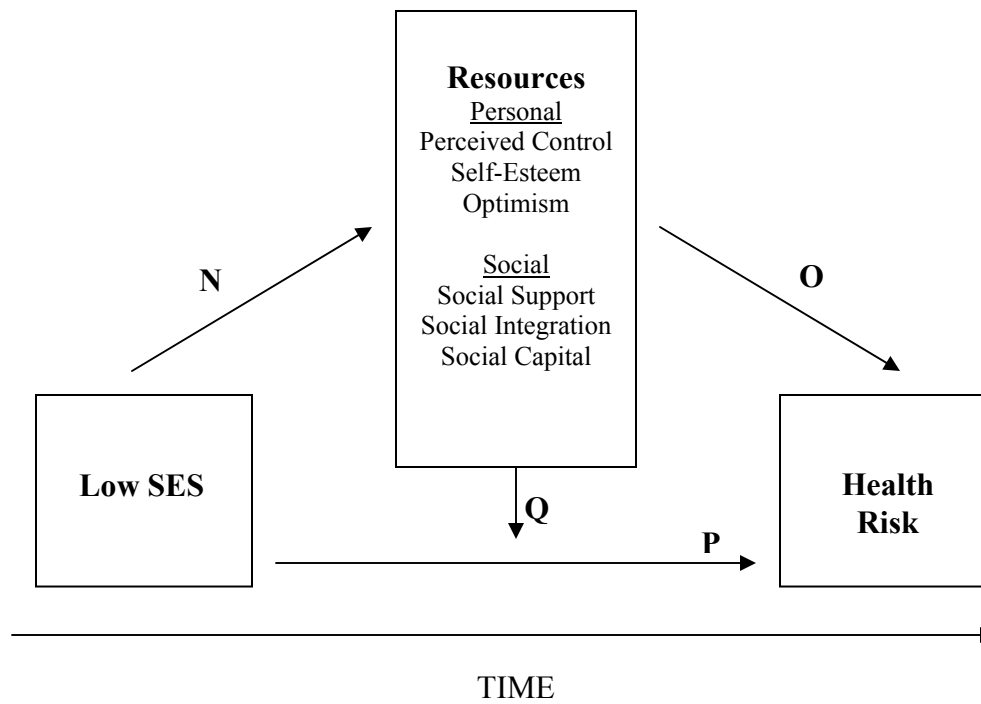 Resources
Personal
Perceived Control
Self-Esteem
Optimism
Social
Social Support
Social Integration
Social Capital
N
O
Low SES
Health
Risk
Q
P
TIME